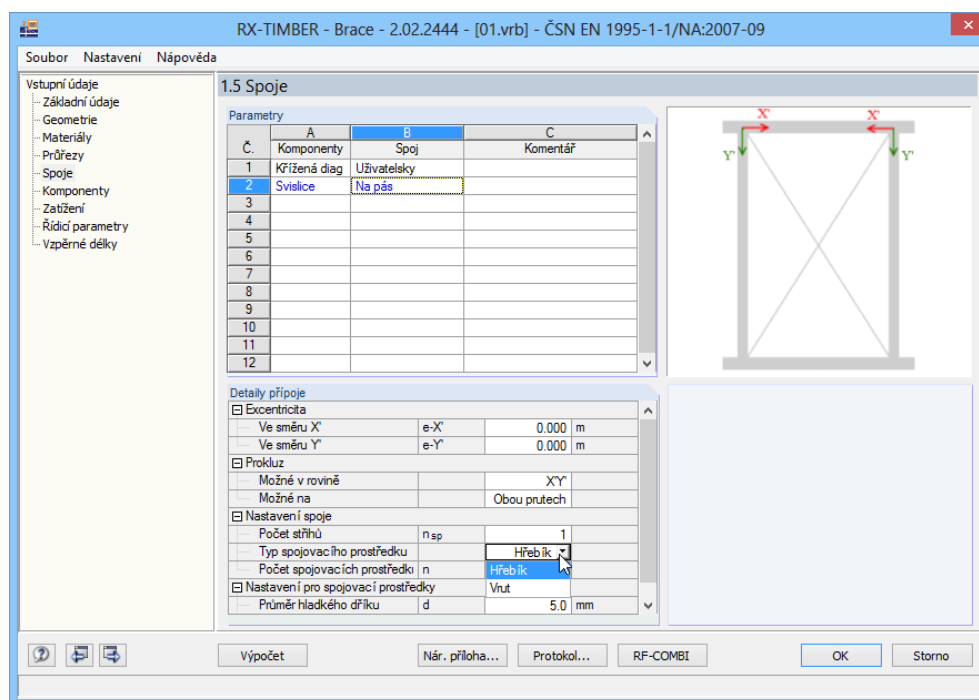 RX-TIMBER - Brace - 2.02.2444 - [01.vrb] - ČSN EN 1995-1-1/NA:2007-09
Soubor Nastavení Nápověda
Vstupní údaje
Základní údaje
Geometrie
Materiály
Průřezy
Spoje
Komponenty
Zatížení
Řídicí parametry
Vzpěrné délky
1.5 Spoje
Parametry
A B C
Č. Komponenty Spoj Komentář
1 Křížená diag Uživatelsky
2 Svislice Na pás
3
4
5
6
7
8
9
10
11
12
X' X'
Y' Y'
Detaily přípoje
Excentricita
Ve směru X' e-X' 0.000 m
Ve směru Y' e-Y' 0.000 m
Prokluz
Možné v rovině X'Y'
Možné na Obou prutech
Nastavení spoje
Počet střihů n sp 1
Typ spojovacího prostředku Hřebík
Počet spojovacích prostředků n Hřebík
Nastavení pro spojovací prostředky Vrut
Průměr hladkého dříku d 5.0 mm
Výpočet Nár. příloha... Protokol... RF-COMBI OK Storno